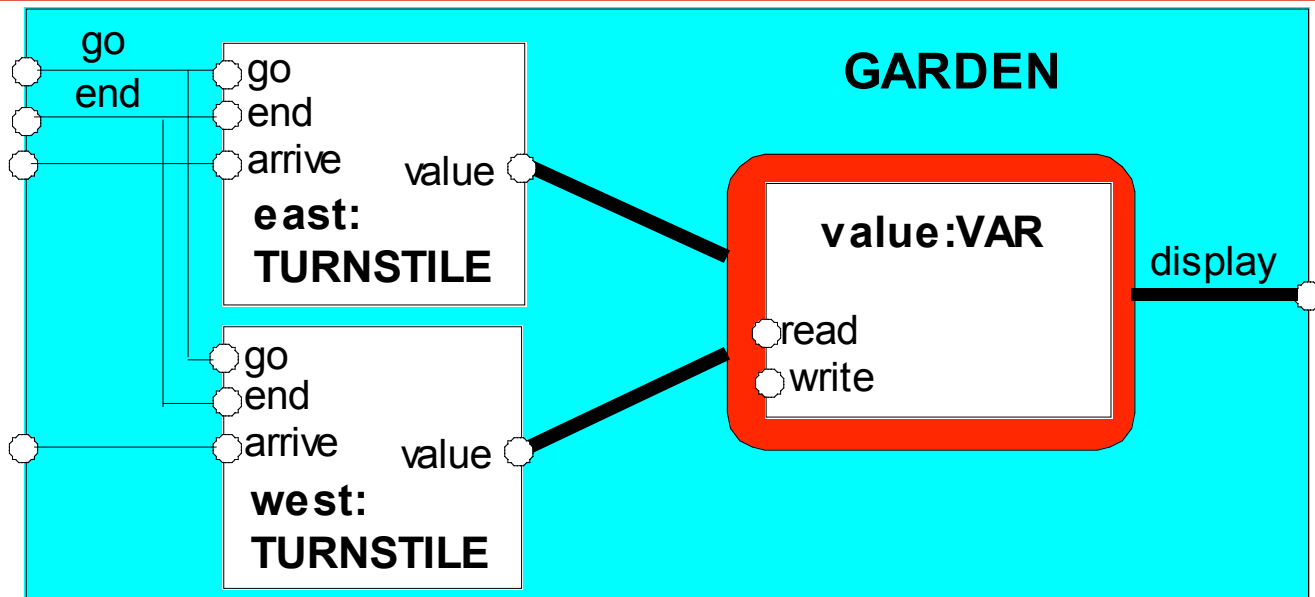 go
end
GARDEN
go
end
arrive
value
east:
TURNSTILE
value:VAR
read
write
display
go
end
arrive
value
west:
TURNSTILE